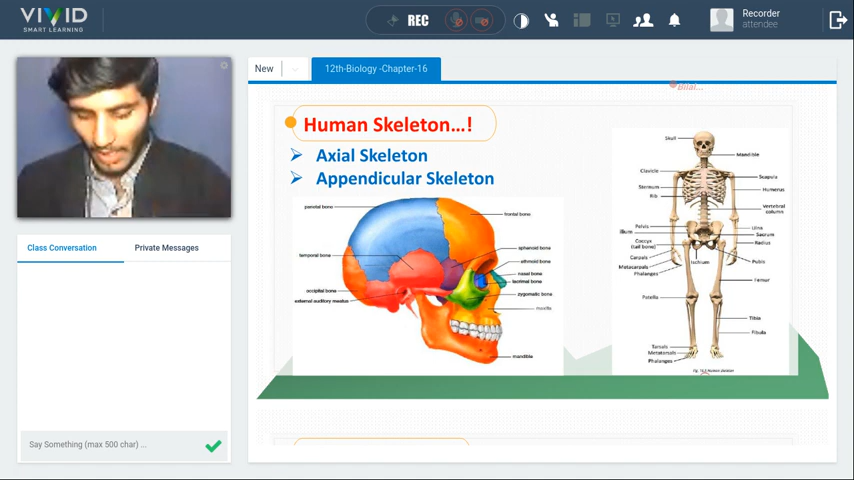 VIVID
SMART LEARNING
REC
Recorder
attendee
New
12th-Biology -Chapter-16
Bilal...
Human Skeleton...!
Axial Skeleton
Appendicular Skeleton
parietal bone
frontal bone
temporal bone
sphenoid bone
ethmoid bone
nasal bone
lacrimal bone
occipital bone
zygomatic bone
external auditory meatus
maxilla
mandible
Skull
Mandible
Clavicle
Scapula
Sternum
Humerus
Rib
Vertebral
column
Pelvis
Ulna
Ilium
Sacrum
Coccyx
(tail bone)
Radius
Carpals
Ischium
Pubic
Metacarpals
Phalanges
Femur
Patella
Tibia
Fibula
Tarsals
Metatarsals
Phalanges
Class Conversation
Private Messages
Say Something (max 500 char) ...